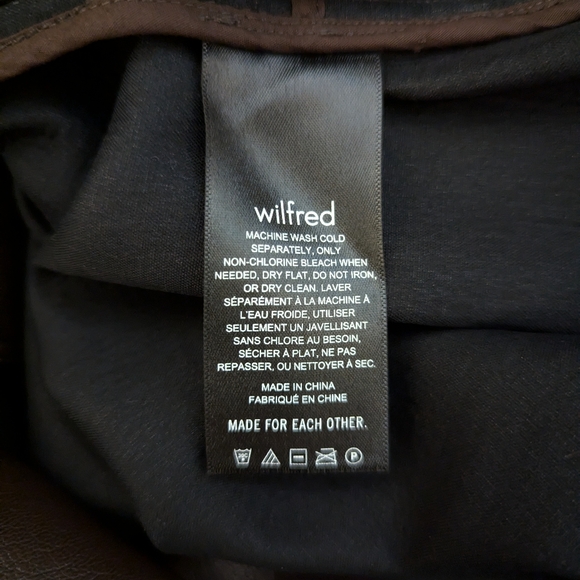 wilfred
MACHINE WASH COLD
SEPARATELY, ONLY
NON-CHLORINE BLEACH WHEN
NEEDED, DRY FLAT, DO NOT IRON,
OR DRY CLEAN. LAVER
SÉPARÉMENT À LA MACHINE À
L'EAU FROIDE, UTILISER
SEULEMENT UN JAVELLISANT
SANS CHLORE AU BESOIN,
SÉCHER À PLAT, NE PAS
REPASSER, OU NETTOYER À SEC.
MADE IN CHINA
FABRIQUÉ EN CHINE
MADE FOR EACH OTHER.
P